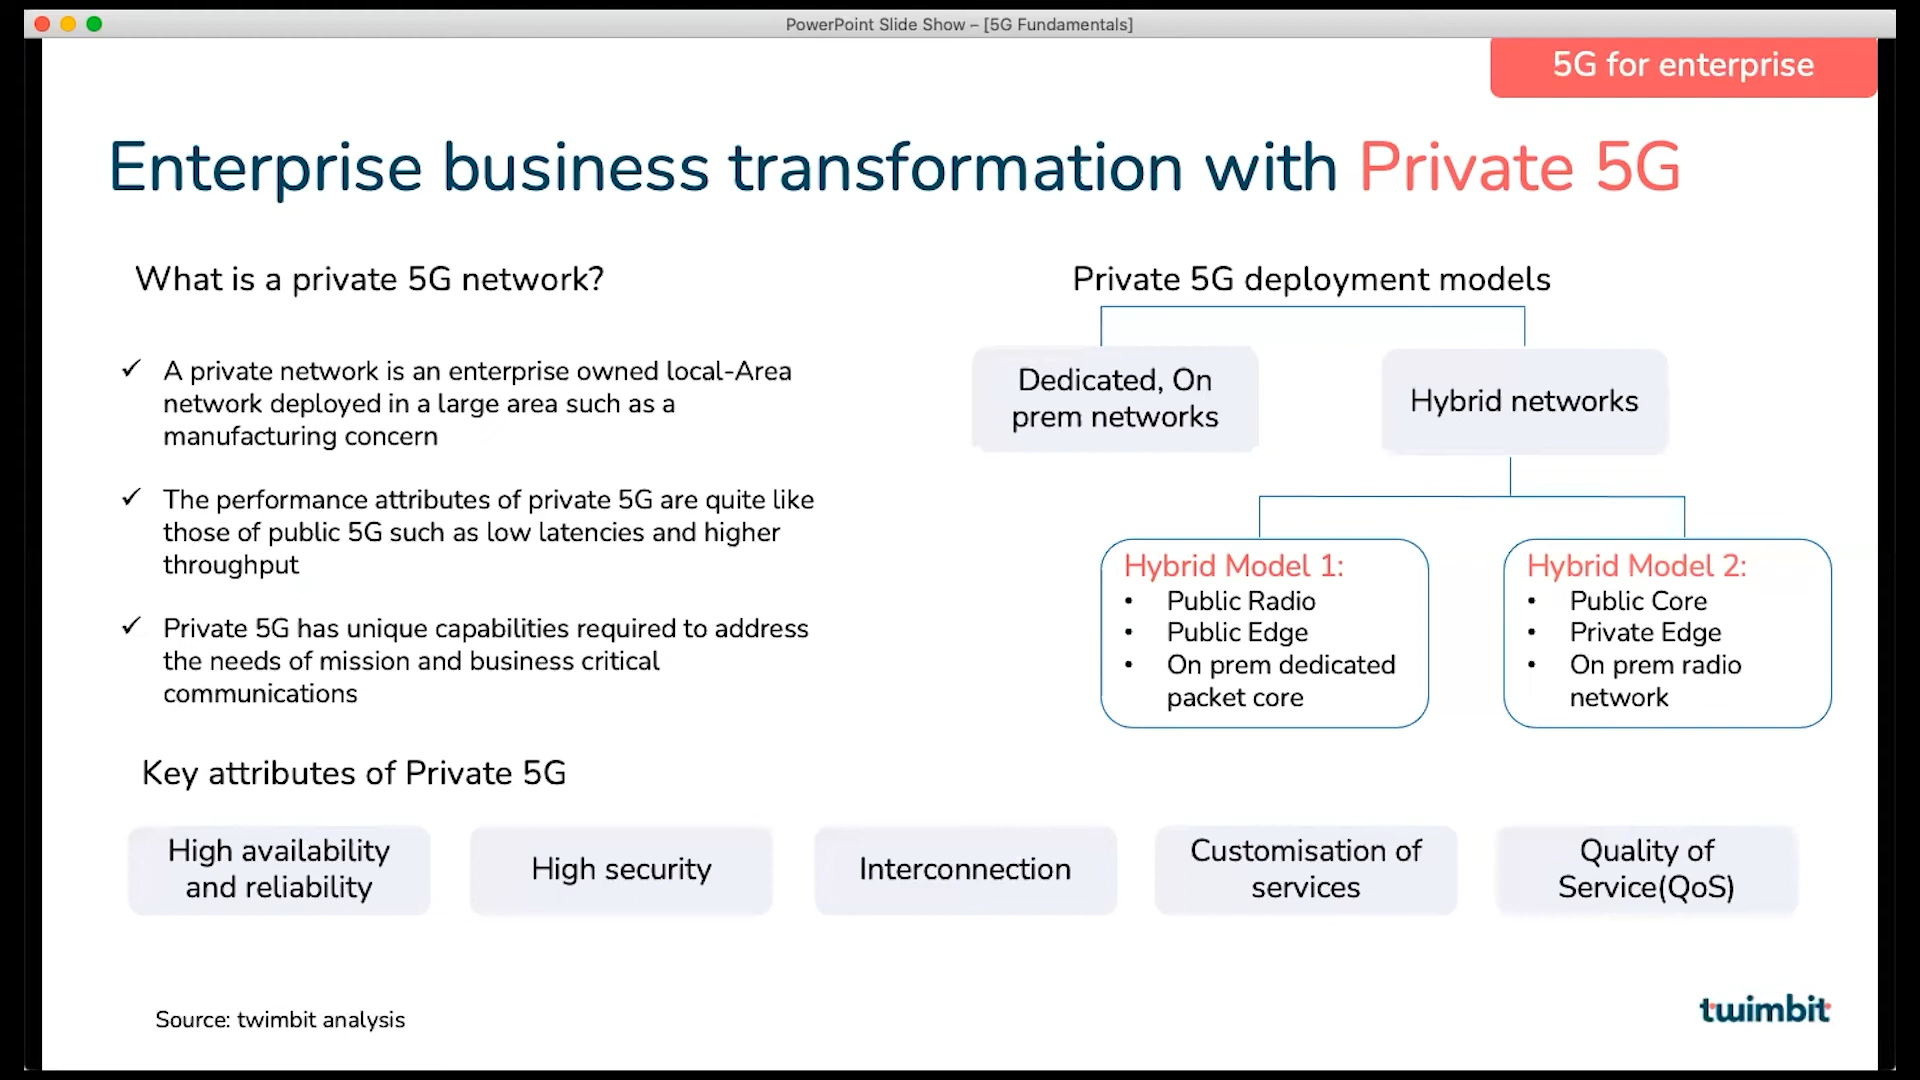 PowerPoint Slide Show – [5G Fundamentals]
5G for enterprise
Enterprise business transformation with Private 5G
What is a private 5G network?
✓ A private network is an enterprise owned local-Area
network deployed in a large area such as a
manufacturing concern
✓ The performance attributes of private 5G are quite like
those of public 5G such as low latencies and higher
throughput
✓ Private 5G has unique capabilities required to address
the needs of mission and business critical
communications
Private 5G deployment models
Dedicated, On
prem networks
Hybrid networks
Hybrid Model 1:
• Public Radio
• Public Edge
• On prem dedicated
packet core
Hybrid Model 2:
• Public Core
• Private Edge
• On prem radio
network
Key attributes of Private 5G
High availability
and reliability
High security
Interconnection
Customisation of
services
Quality of
Service(QoS)
Source: twimbit analysis
twimbit